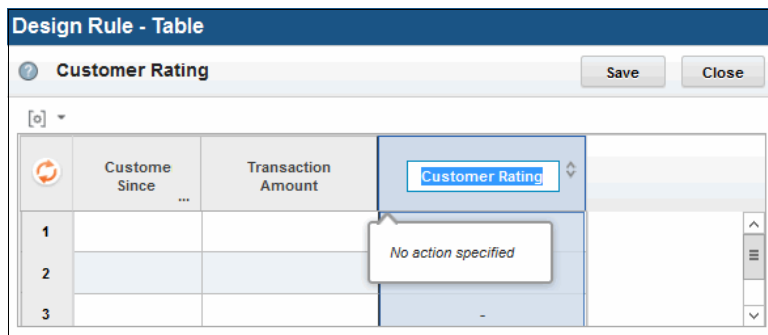 Design Rule - Table
? Customer Rating Save Close
[o]
Custome Since ... Transaction Amount Customer Rating
1
No action specified
2
3 -